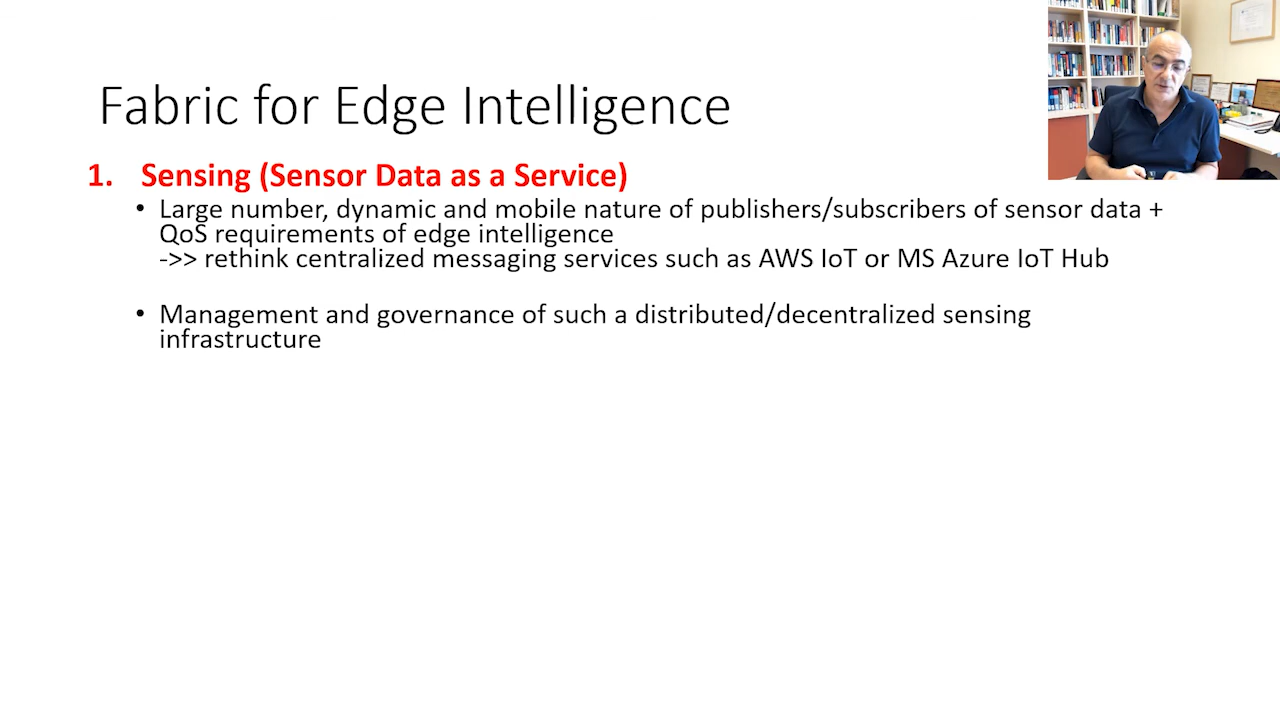 Fabric for Edge Intelligence
1. Sensing (Sensor Data as a Service)
• Large number, dynamic and mobile nature of publishers/subscribers of sensor data +
QoS requirements of edge intelligence
->> rethink centralized messaging services such as AWS IoT or MS Azure IoT Hub
• Management and governance of such a distributed/decentralized sensing
infrastructure